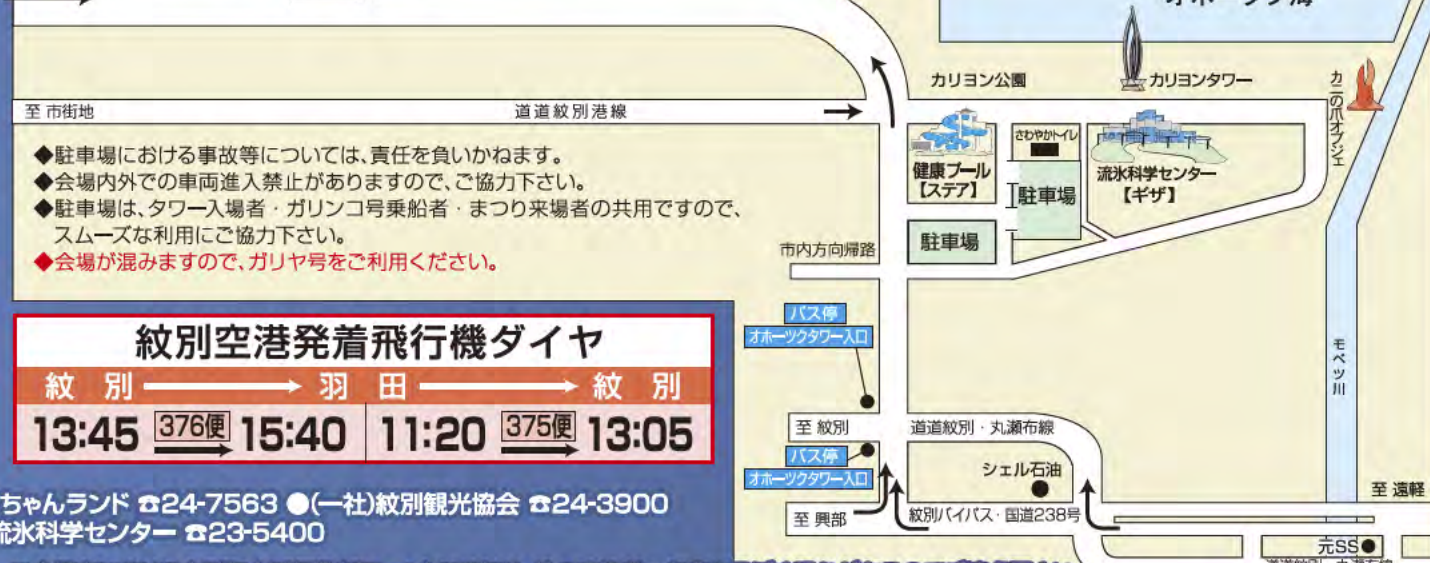 カリヨン公園
カリヨンタワー
カニの爪オブジェ
至 市街地
道道紋別港線
さわやかトイレ
健康プール
【ステア】
駐車場
流氷科学センター
【ギザ】
駐車場
◆駐車場における事故等については、責任を負いかねます。
◆会場内外での車両進入禁止がありますので、ご協力下さい。
◆駐車場は、タワー入場者・ガリンコ号乗船者・まつり来場者の共用ですので、
スムーズな利用にご協力下さい。
◆会場が混みますので、ガリヤ号をご利用ください。
市内方向帰路
バス停
オホーツクタワー入口
モベツ川
紋別空港発着飛行機ダイヤ
紋 別 → 羽 田 → 紋 別
13:45 376便 15:40 11:20 375便 13:05
至 紋別
道道紋別・丸瀬布線
バス停
オホーツクタワー入口
シェル石油
至 遠軽
至 興部
紋別バイパス・国道238号
元SS
ちゃんランド ☎24-7563 ●(一社)紋別観光協会 ☎24-3900
流氷科学センター ☎23-5400